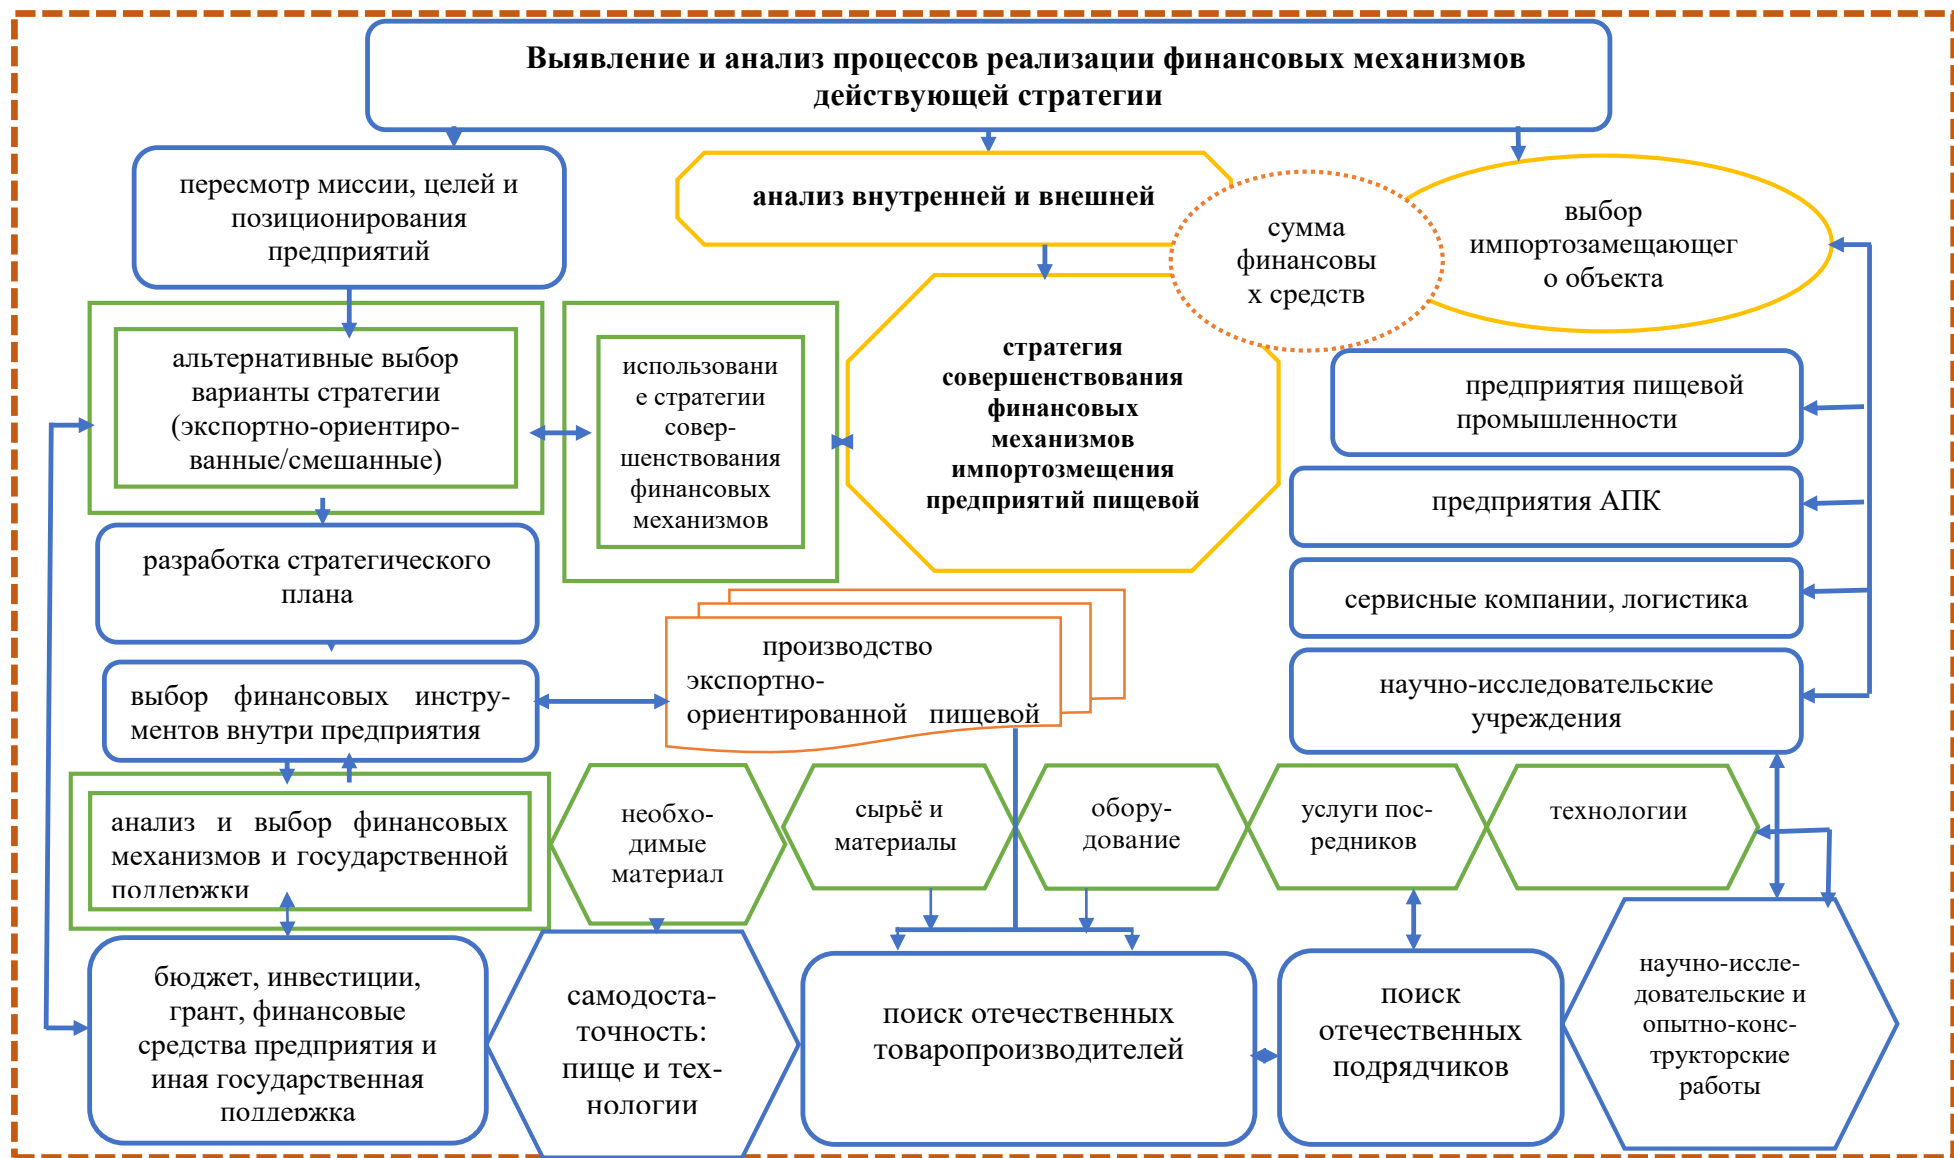 Выявление и анализ процессов реализации финансовых механизмов
действующей стратегии
пересмотр миссии, целей и
позиционирования
предприятий
анализ внутренней и внешней
сумма
финансовы
х средств
выбор
импортозамещающег
о объекта
альтернативные выбор
варианты стратегии
(экспортно-ориентиро-
ванные/смешанные)
использовани
е стратегии
совер-
шенствования
финансовых
механизмов
стратегия
совершенствования
финансовых
механизмов
импортозмещения
предприятий пищевой
предприятия пищевой
промышленности
предприятия АПК
сервисные компании, логистика
научно-исследовательские
учреждения
разработка стратегического
плана
выбор финансовых инстру-
ментов внутри предприятия
производство
экспортно-
ориентированной пищевой
анализ и выбор финансовых
механизмов и государственной
поддержки
необхо-
димые
материал
сырьё и
материалы
обору-
дование
услуги пос-
редников
технологии
бюджет, инвестиции,
грант, финансовые
средства предприятия и
иная государственная
поддержка
самодоста-
точность:
пище и тех-
нологии
поиск отечественных
товаропроизводителей
поиск
отечественных
подрядчиков
научно-иссле-
довательские и
опытно-конс-
трукторские
работы